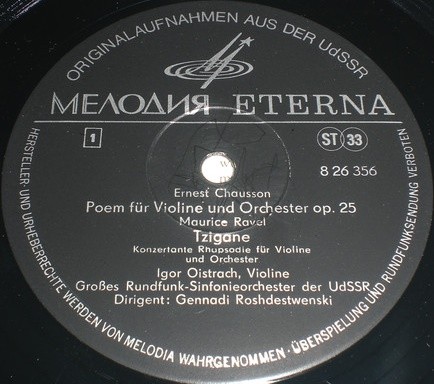 ORIGINALAUFNAHMEN AUS DER UdSSR
МЕЛОДИЯ ETERNA
1
ST 33
8 26 356
Ernest Chausson
Poem für Violine und Orchester op. 25
Maurice Ravel
Tzigane
Konzertante Rhapsodie für Violine
und Orchester
Igor Oistrach, Violine
Großes Rundfunk-Sinfonieorchester der UdSSR
Dirigent: Gennadi Roshdestwenski
HERSTELLER- UND URHEBERRECHTE WERDEN VON MELODIA WAHRGENOMMEN · ÜBERSPIELUNG UND RUNDFUNKSENDUNG VERBOTEN